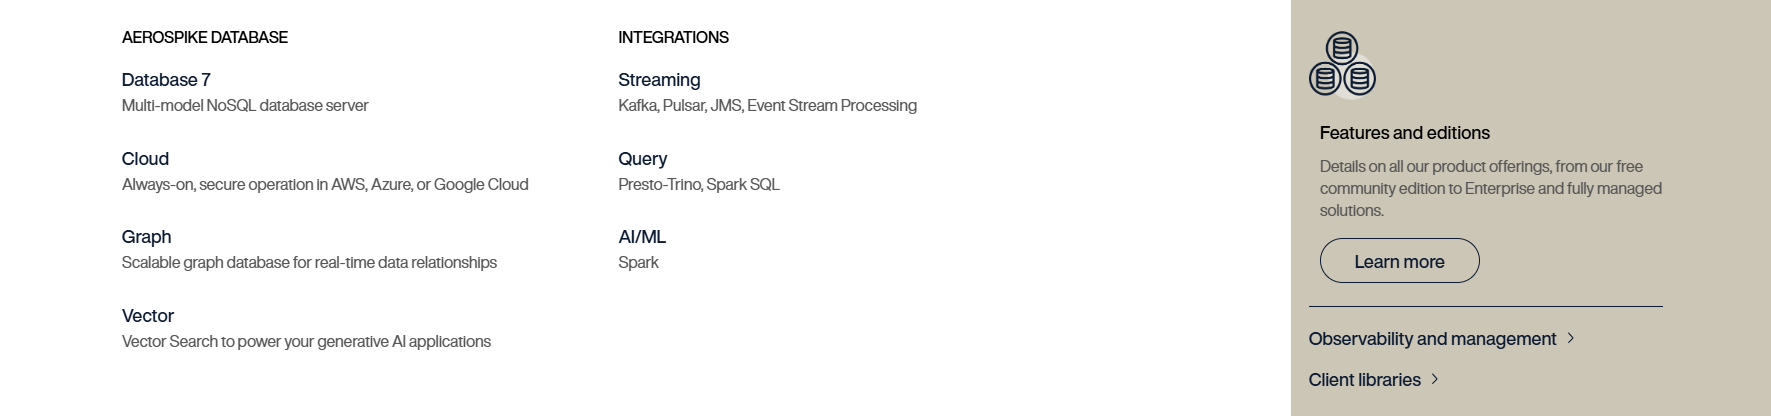 AEROSPIKE DATABASE
Database 7
Multi-model NoSQL database server
Cloud
Always-on, secure operation in AWS, Azure, or Google Cloud
Graph
Scalable graph database for real-time data relationships
Vector
Vector Search to power your generative AI applications
INTEGRATIONS
Streaming
Kafka, Pulsar, JMS, Event Stream Processing
Query
Presto-Trino, Spark SQL
AI/ML
Spark
Features and editions
Details on all our product offerings, from our free
community edition to Enterprise and fully managed
solutions.
Learn more
Observability and management
Client libraries